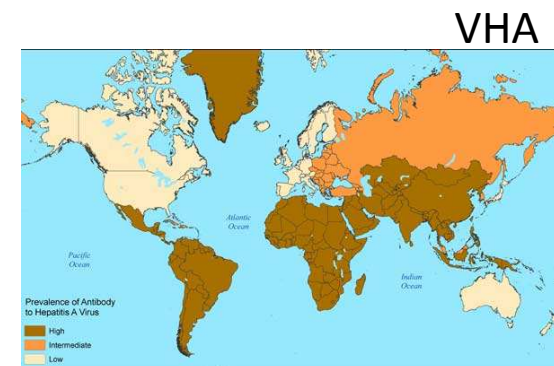 VHA
Atlantic
Ocean
Pacific
Ocean
Indian
Ocean
Prevalence of Antibody
to Hepatitis A Virus
High
Intermediate
Low